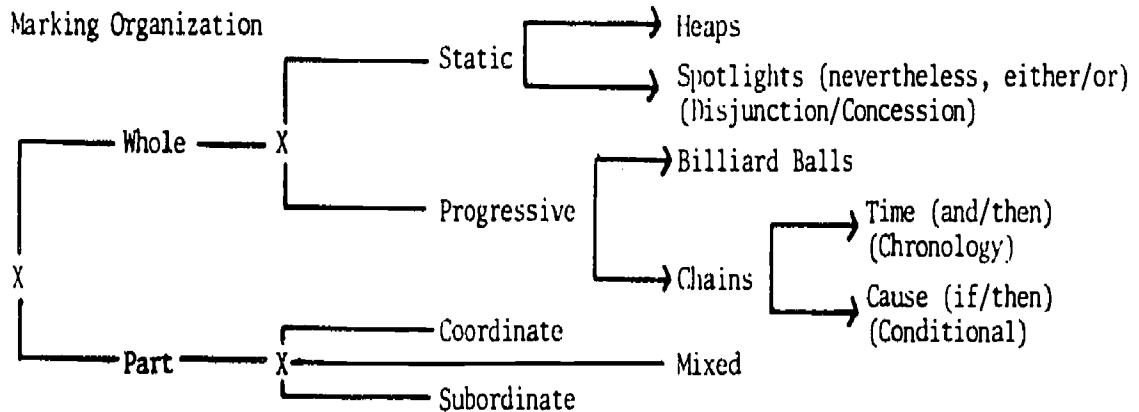 Marking Organization
Heaps
Static
Spotlights (nevertheless, either/or)
(Disjunction/Concession)
Whole
X
Billiard Balls
Progressive
Time (and/then)
(Chronology)
X
Chains
Cause (if/then)
(Conditional)
Coordinate
Part
X
Mixed
Subordinate